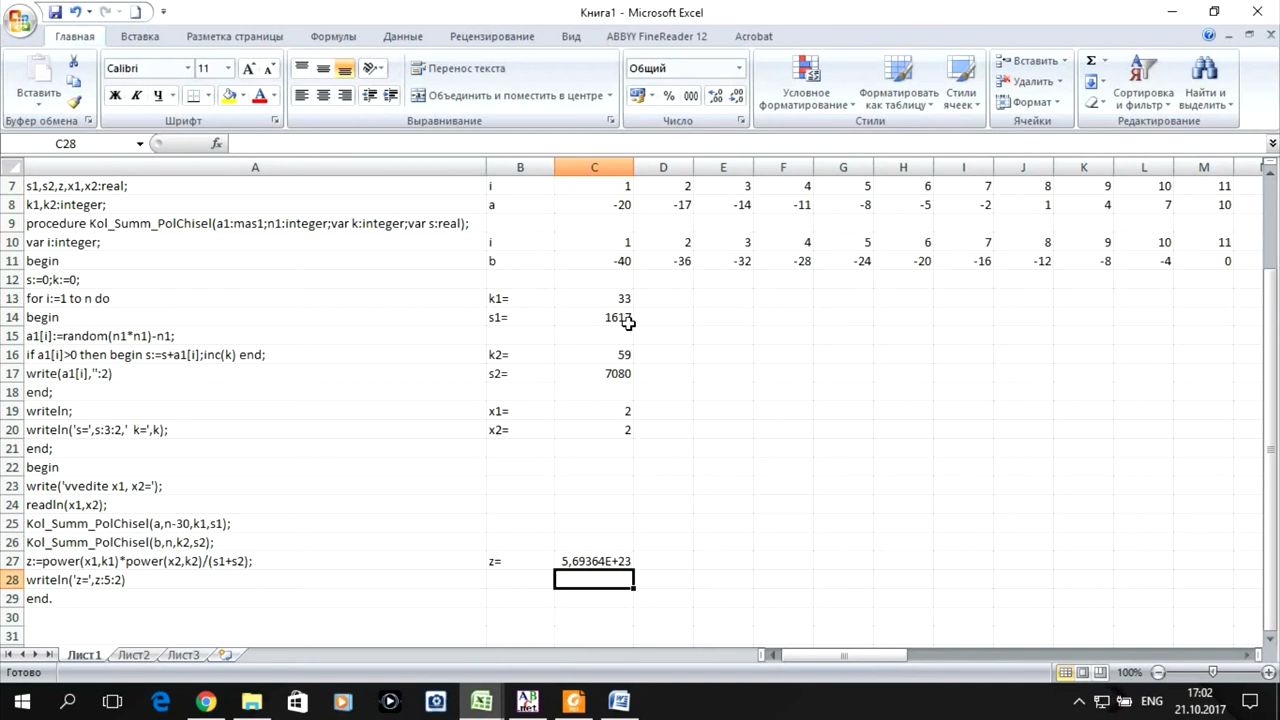 Книга1 - Microsoft Excel
Главная Вставка Разметка страницы Формулы Данные Рецензирование Вид ABBYY FineReader 12 Acrobat
Вставить Calibri 11 Перенос текста Общий Условное форматирование Форматировать как таблицу Стили ячеек Вставить Сортировка и фильтр Найти и выделить
Ж К Ч Объединить и поместить в центре % 000 Удалить Формат
Буфер обмена Шрифт Выравнивание Число Стили Ячейки Редактирование
C28 fx
A B C D E F G H I J K L M
7 s1,s2,z,x1,x2:real; i 1 2 3 4 5 6 7 8 9 10 11
8 k1,k2:integer; a -20 -17 -14 -11 -8 -5 -2 1 4 7 10
9 procedure Kol_Summ_PolChisel(a1:mas1;n1:integer;var k:integer;var s:real);
10 var i:integer; i 1 2 3 4 5 6 7 8 9 10 11
11 begin b -40 -36 -32 -28 -24 -20 -16 -12 -8 -4 0
12 s:=0;k:=0;
13 for i:=1 to n do k1= 33
14 begin s1= 1617
15 a1[i]:=random(n1*n1)-n1;
16 if a1[i]>0 then begin s:=s+a1[i];inc(k) end; k2= 59
17 write(a1[i],'':2) s2= 7080
18 end;
19 writeln; x1= 2
20 writeln('s=',s:3:2,' k=',k); x2= 2
21 end;
22 begin
23 write('vvedite x1, x2=');
24 readln(x1,x2);
25 Kol_Summ_PolChisel(a,n-30,k1,s1);
26 Kol_Summ_PolChisel(b,n,k2,s2);
27 z:=power(x1,k1)*power(x2,k2)/(s1+s2); z= 5,69364E+23
28 writeln('z=',z:5:2)
29 end.
30
31
Лист1 Лист2 Лист3
Готово 100%
ENG 17:02
21.10.2017